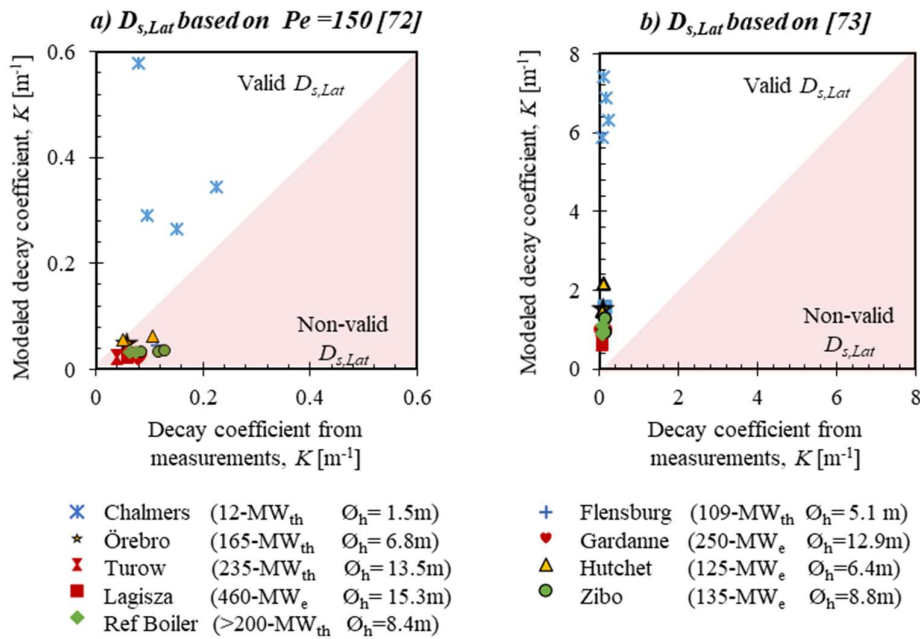 a) Ds,Lat based on Pe =150 [72]
0.6
0.4
0.2
0
Modeled decay coefficient, K [m-1]
Valid Ds,Lat
Non-valid
Ds,Lat
0 0.2 0.4 0.6
Decay coefficient from
measurements, K [m-1]
b) Ds,Lat based on [73]
8
6
4
2
0
Modeled decay coefficient, K [m-1]
Valid Ds,Lat
Non-valid
Ds,Lat
0 2 4 6 8
Decay coefficient from
measurements, K [m-1]
Chalmers (12-MWth Øh= 1.5m)
Örebro (165-MWth Øh= 6.8m)
Turow (235-MWth Øh= 13.5m)
Lagisza (460-MWe Øh= 15.3m)
Ref Boiler (>200-MWth Øh=8.4m)
Flensburg (109-MWth Øh= 5.1 m)
Gardanne (250-MWe Øh=12.9m)
Hutchet (125-MWe Øh=6.4m)
Zibo (135-MWe Øh=8.8m)